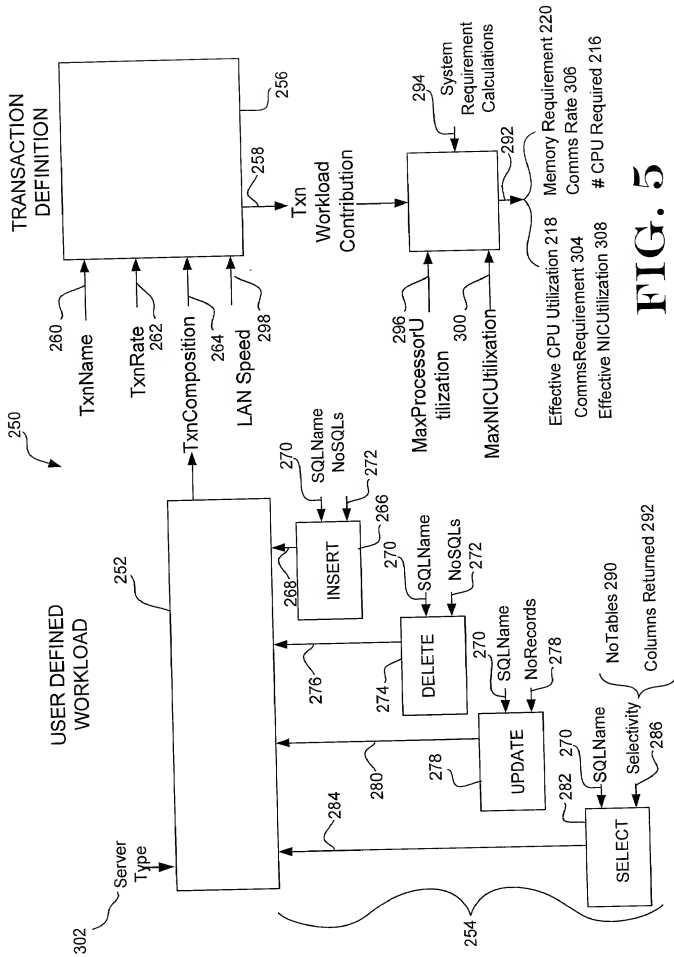 USER DEFINED
WORKLOAD
250
TRANSACTION
DEFINITION
302
Server
Type
252
TxnComposition
260
TxnName
TxnRate
262
264
LAN Speed
298
256
258
Txn
Workload
Contribution
284
280
276
268
INSERT
266
270
SQLName
NoSQLs
272
DELETE
274
270
SQLName
NoSQLs
272
UPDATE
278
270
SQLName
NoRecords
278
SELECT
282
270
SQLName
Selectivity
286
NoTables 290
Columns Returned 292
254
296
MaxProcessorU
tilization
300
MaxNICUtilixation
294
System
Requirement
Calculations
292
Effective CPU Utilization 218
CommsRequirement 304
Effective NICUtilization 308
Memory Requirement 220
Comms Rate 306
# CPU Required 216
FIG. 5